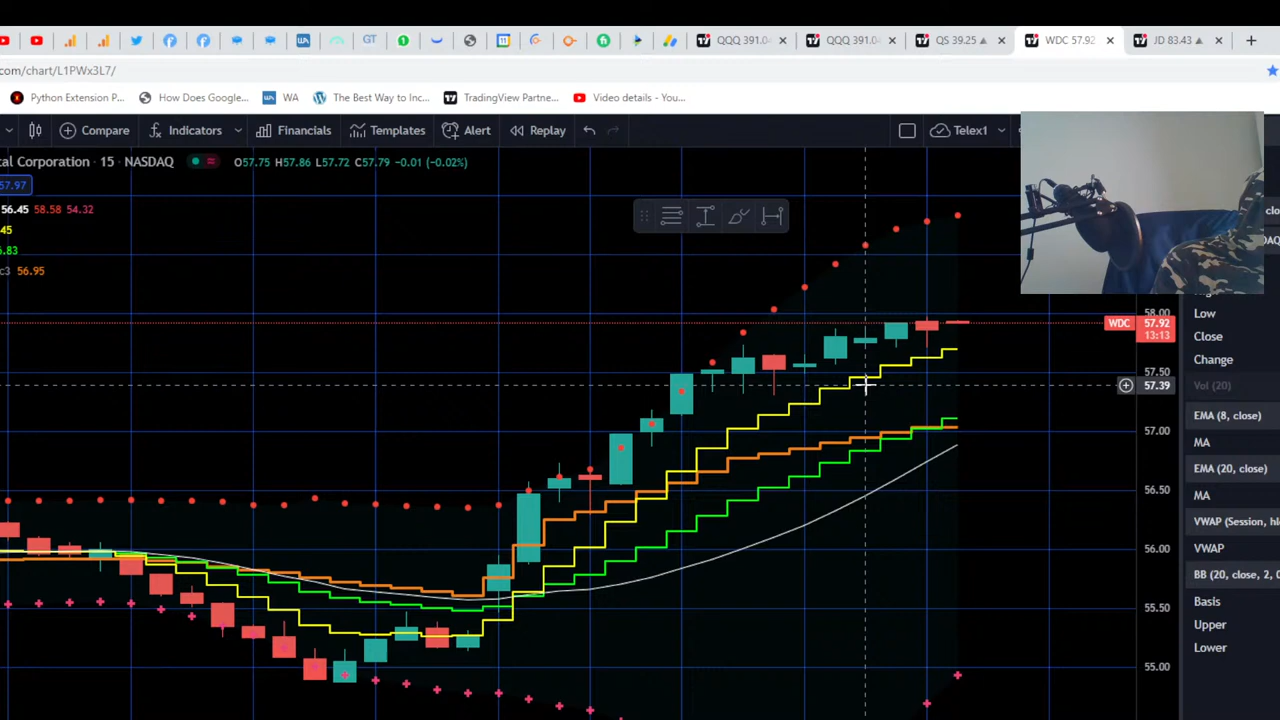 GT
31
1
QQQ 391.0
QQQ 391.0
QS 39.25
WDC 57.92
JD 83.43
com/chart/L1PWx3L7/
Python Extension P...
How Does Google...
WA
The Best Way to Inc...
TradingView Partne...
Video details - You...
Compare
Indicators
Financials
Templates
Alert
Replay
Telex1
tal Corporation · 15 · NASDAQ
O57.75 H57.86 L57.72 C57.79 −0.01 (−0.02%)
57.97
56.45 58.58 54.32
45
6.83
c3 56.95
58.00
WDC 57.92
13:13
57.50
57.39
57.00
56.50
56.00
55.50
55.00
Low
Close
Change
Vol (20)
EMA (8, close)
MA
EMA (20, close)
MA
VWAP (Session, hl
VWAP
BB (20, close, 2, 0
Basis
Upper
Lower